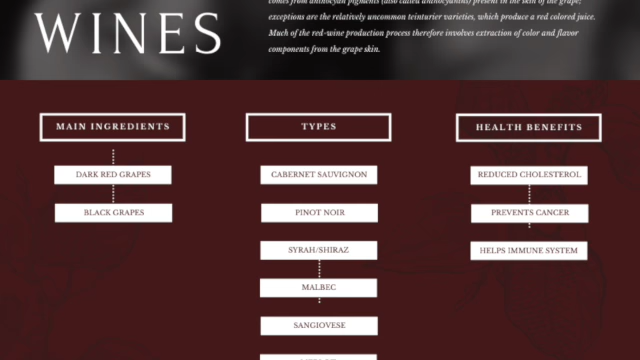 WINES
comes from anthocyan pigments (also called anthocyanins) present in the skin of the grape;
exceptions are the relatively uncommon teinturier varieties, which produce a red colored juice.
Much of the red-wine production process therefore involves extraction of color and flavor
components from the grape skin.
MAIN INGREDIENTS
DARK RED GRAPES
BLACK GRAPES
TYPES
CABERNET SAUVIGNON
PINOT NOIR
SYRAH/SHIRAZ
MALBEC
SANGIOVESE
HEALTH BENEFITS
REDUCED CHOLESTEROL
PREVENTS CANCER
HELPS IMMUNE SYSTEM